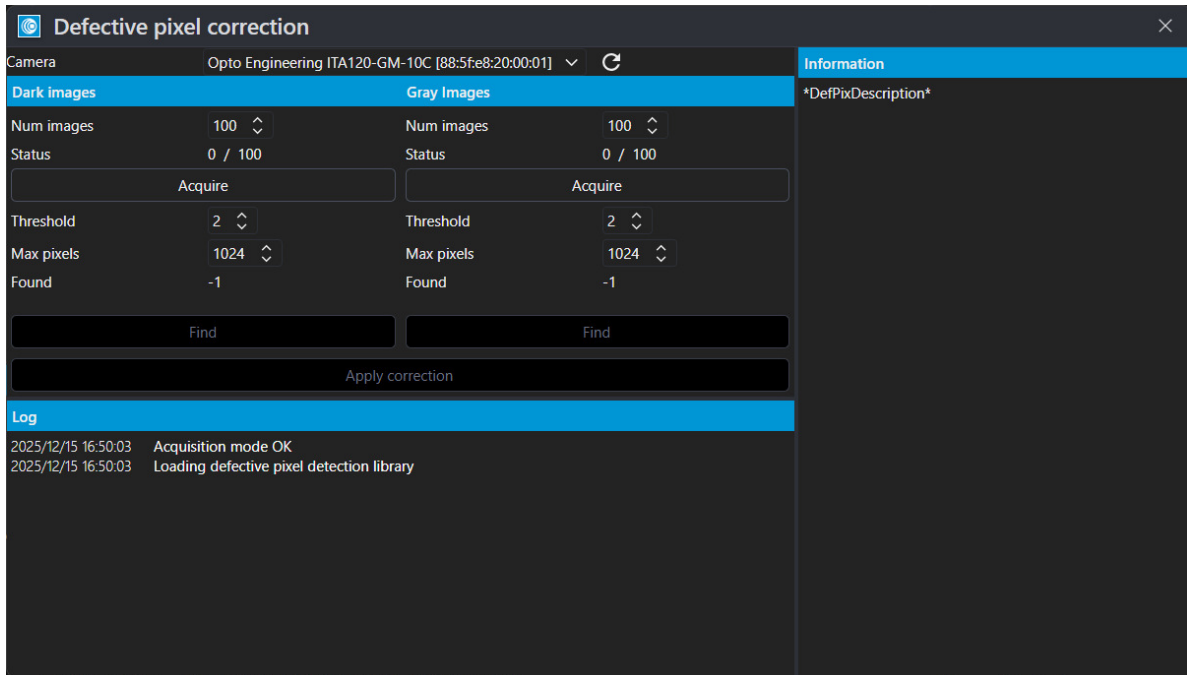 Defective pixel correction
Camera Opto Engineering ITA120-GM-10C [88:5f:e8:20:00:01]
Information
Dark images Gray Images
*DefPixDescription*
Num images 100 Num images 100
Status 0 / 100 Status 0 / 100
Acquire Acquire
Threshold 2 Threshold 2
Max pixels 1024 Max pixels 1024
Found -1 Found -1
Find Find
Apply correction
Log
2025/12/15 16:50:03 Acquisition mode OK
2025/12/15 16:50:03 Loading defective pixel detection library